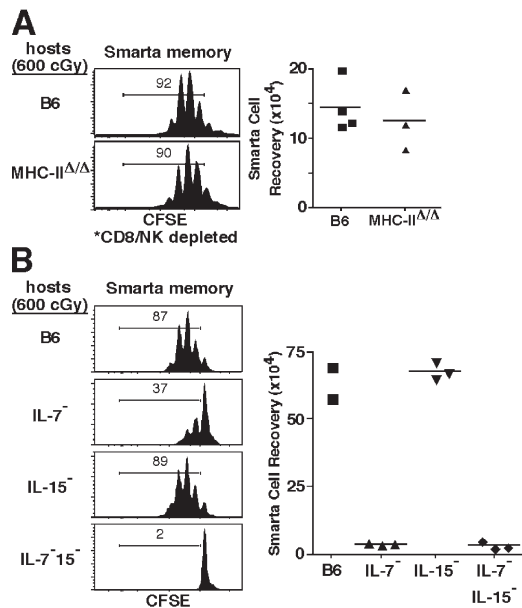 A
hosts
(600 cGy)
Smarta memory
B6
92
MHC-IIΔ/Δ
90
CFSE
*CD8/NK depleted
Smarta Cell
Recovery (x10⁴)
20
10
0
B6
MHC-IIΔ/Δ
B
hosts
(600 cGy)
Smarta memory
B6
87
IL-7⁻
37
IL-15⁻
89
IL-7⁻15⁻
2
CFSE
Smarta Cell Recovery (x10⁴)
75
50
25
0
B6
IL-7⁻
IL-15⁻
IL-7⁻
IL-15⁻